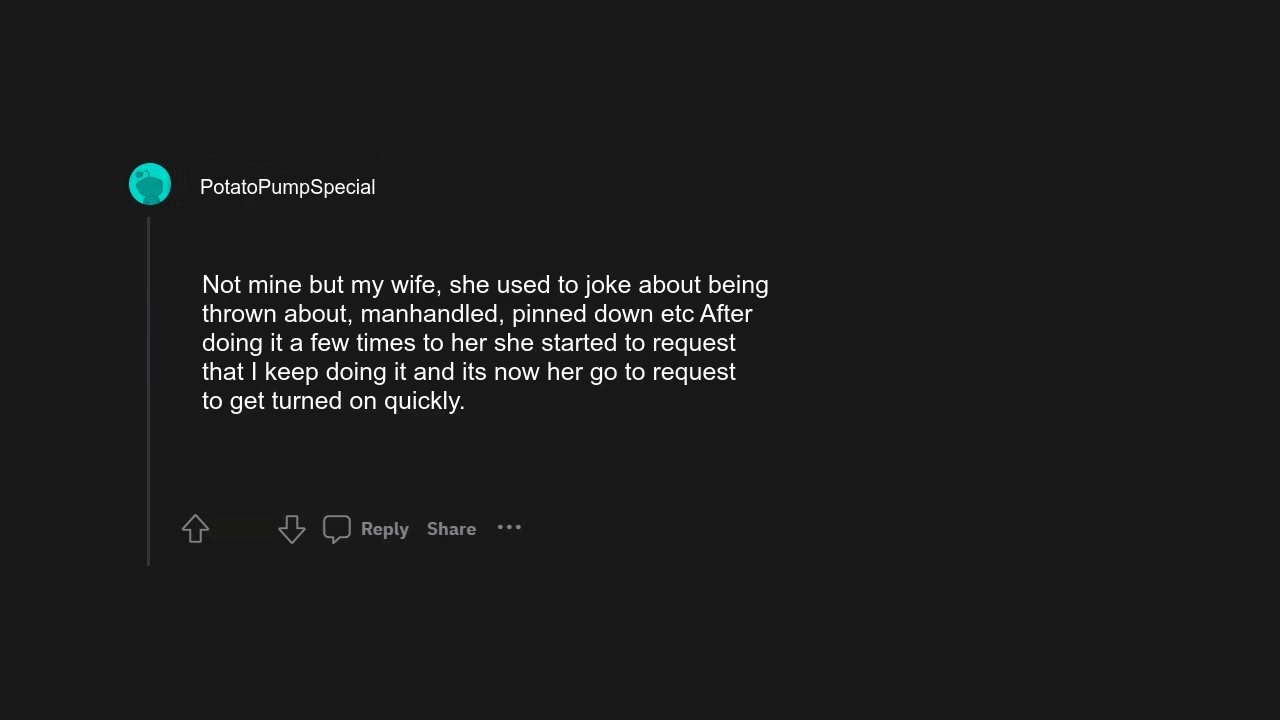 PotatoPumpSpecial
Not mine but my wife, she used to joke about being
thrown about, manhandled, pinned down etc After
doing it a few times to her she started to request
that I keep doing it and its now her go to request
to get turned on quickly.
Reply Share